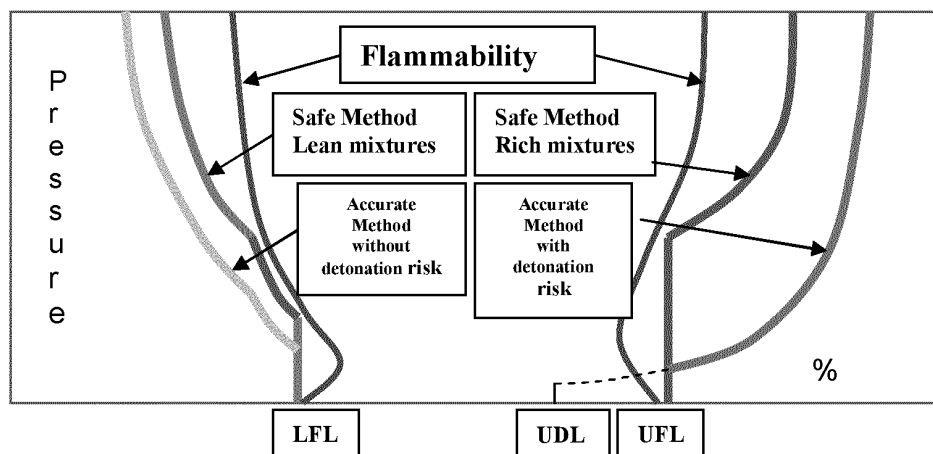 Pressure
Flammability
Safe Method
Lean mixtures
Safe Method
Rich mixtures
Accurate
Method
without
detonation risk
Accurate
Method
with
detonation
risk
%
LFL
UDL
UFL